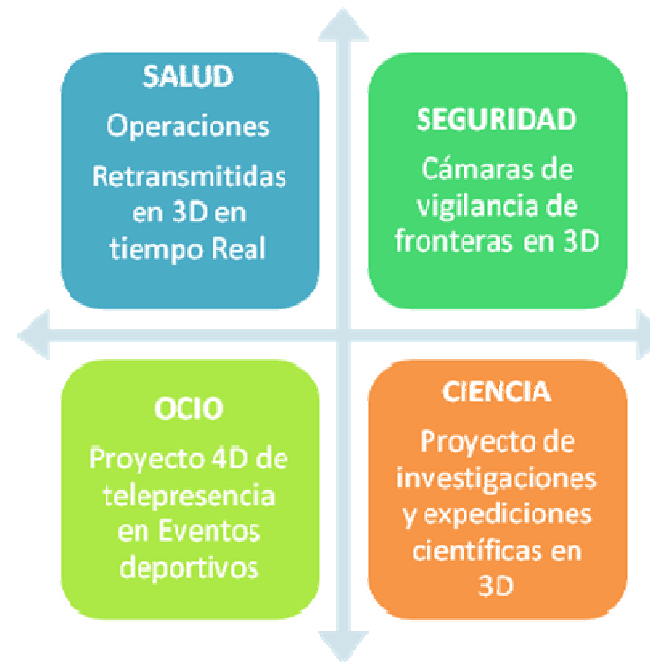 SALUD
Operaciones
Retransmitidas
en 3D en
tiempo Real
SEGURIDAD
Cámaras de
vigilancia de
fronteras en 3D
OCIO
Proyecto 4D de
telepresencia
en Eventos
deportivos
CIENCIA
Proyecto de
investigaciones
y expediciones
científicas en
3D